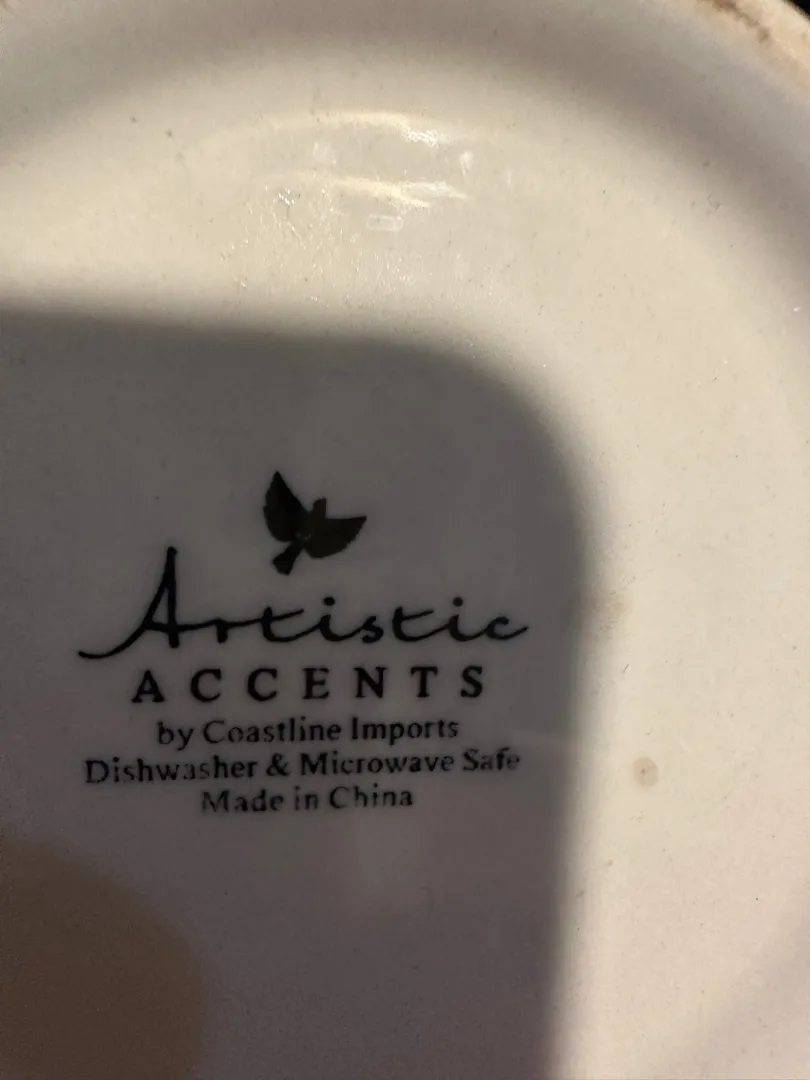 Artistic
ACCENTS
by Coastline Imports
Dishwasher & Microwave Safe
Made in China